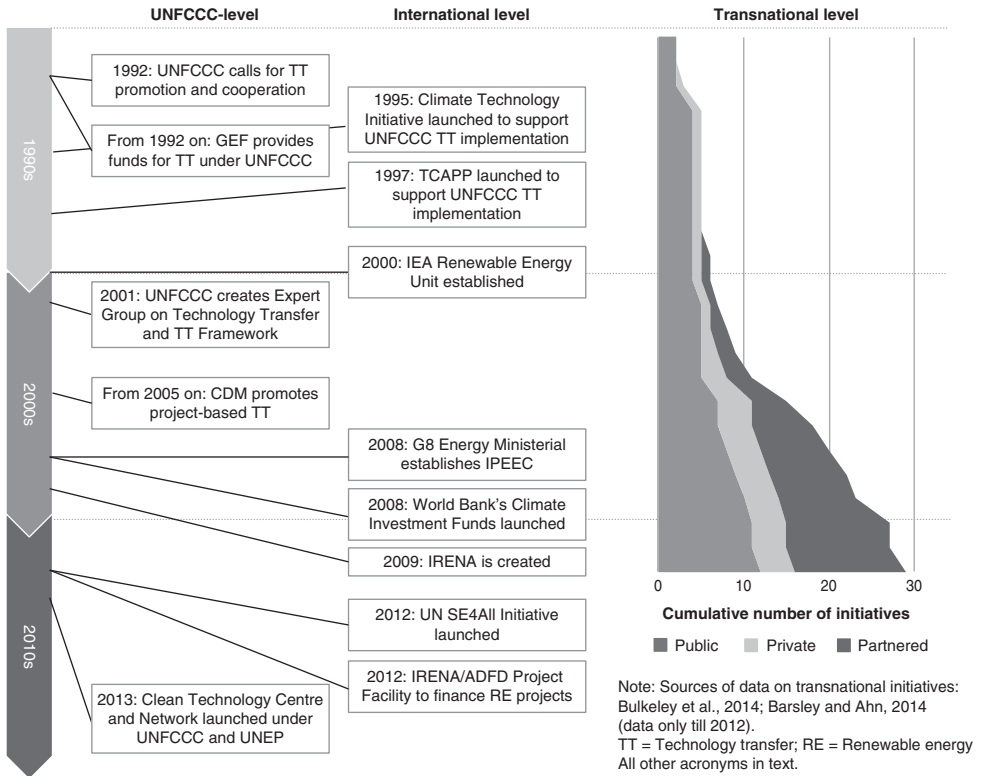 UNFCCC-level
International level
Transnational level
1990s
2000s
2010s
1992: UNFCCC calls for TT
promotion and cooperation
From 1992 on: GEF provides
funds for TT under UNFCCC
1995: Climate Technology
Initiative launched to support
UNFCCC TT implementation
1997: TCAPP launched to
support UNFCCC TT
implementation
2000: IEA Renewable Energy
Unit established
2001: UNFCCC creates Expert
Group on Technology Transfer
and TT Framework
From 2005 on: CDM promotes
project-based TT
2008: G8 Energy Ministerial
establishes IPEEC
2008: World Bank’s Climate
Investment Funds launched
2009: IRENA is created
2012: UN SE4All Initiative
launched
2012: IRENA/ADFD Project
Facility to finance RE projects
2013: Clean Technology Centre
and Network launched under
UNFCCC and UNEP
0 10 20 30
Cumulative number of initiatives
Public Private Partnered
Note: Sources of data on transnational initiatives:
Bulkeley et al., 2014; Barsley and Ahn, 2014
(data only till 2012).
TT = Technology transfer; RE = Renewable energy
All other acronyms in text.